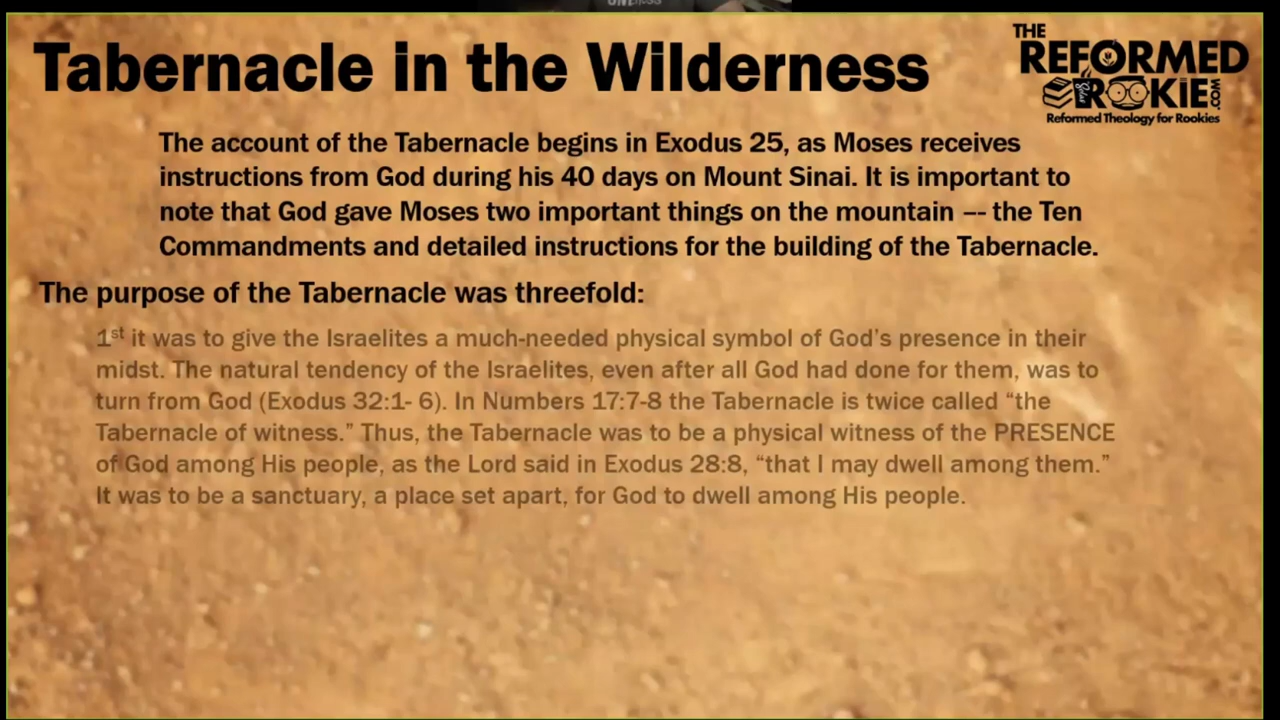 Tabernacle in the Wilderness
THE
REFORMED
ROOKIE.COM
Reformed Theology for Rookies
The account of the Tabernacle begins in Exodus 25, as Moses receives
instructions from God during his 40 days on Mount Sinai. It is important to
note that God gave Moses two important things on the mountain –- the Ten
Commandments and detailed instructions for the building of the Tabernacle.
The purpose of the Tabernacle was threefold:
1st it was to give the Israelites a much-needed physical symbol of God’s presence in their
midst. The natural tendency of the Israelites, even after all God had done for them, was to
turn from God (Exodus 32:1- 6). In Numbers 17:7-8 the Tabernacle is twice called “the
Tabernacle of witness.” Thus, the Tabernacle was to be a physical witness of the PRESENCE
of God among His people, as the Lord said in Exodus 28:8, “that I may dwell among them.”
It was to be a sanctuary, a place set apart, for God to dwell among His people.